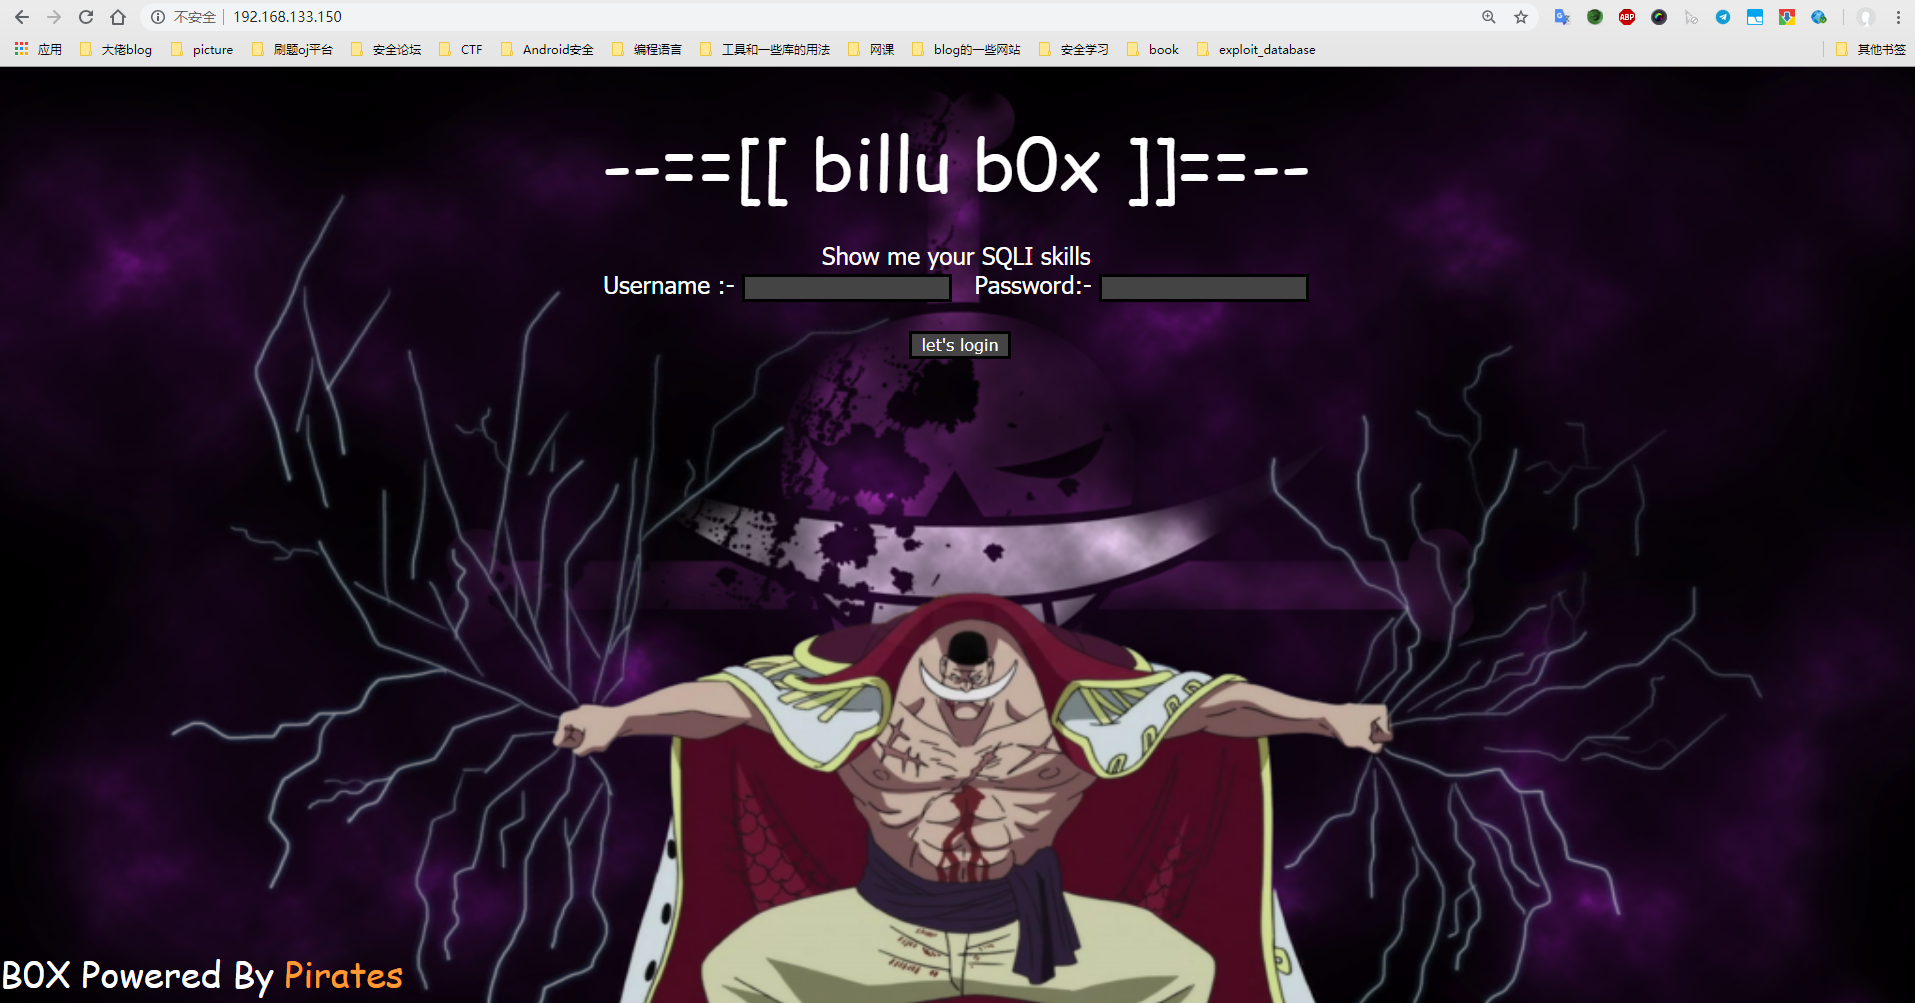 不安全 192.168.133.150
ABP
应用 大佬blog picture 刷题oj平台 安全论坛 CTF Android安全 编程语言 工具和一些库的用法 网课 blog的一些网站 安全学习 book exploit_database 其他书签
--==[[ billu b0x ]]==--
Show me your SQLI skills
Username :- Password:-
let's login
B0X Powered By Pirates